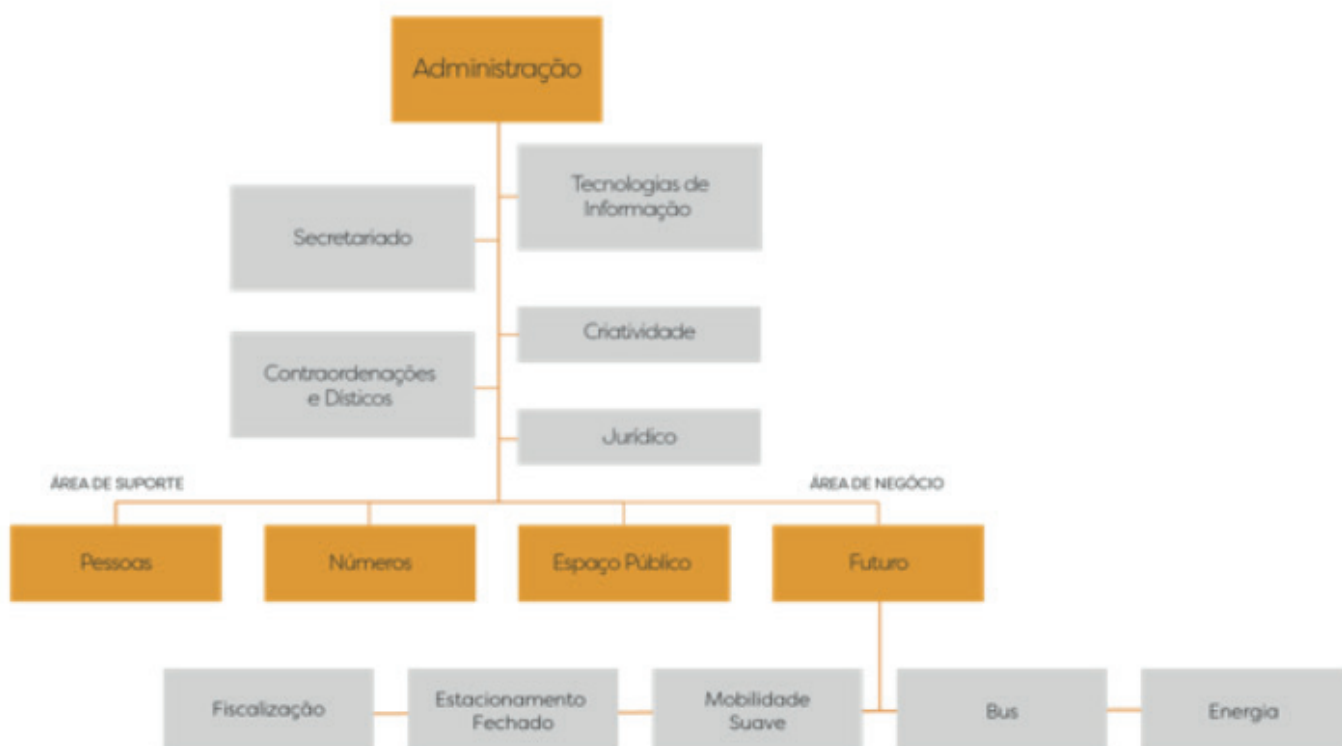 Administração
Tecnologias de
Informação
Secretariado
Criatividade
Contraordenações
e Dísticos
Jurídico
ÁREA DE SUPORTE
ÁREA DE NEGÓCIO
Pessoas
Números
Espaço Público
Futuro
Fiscalização
Estacionamento
Fechado
Mobilidade
Suave
Bus
Energia